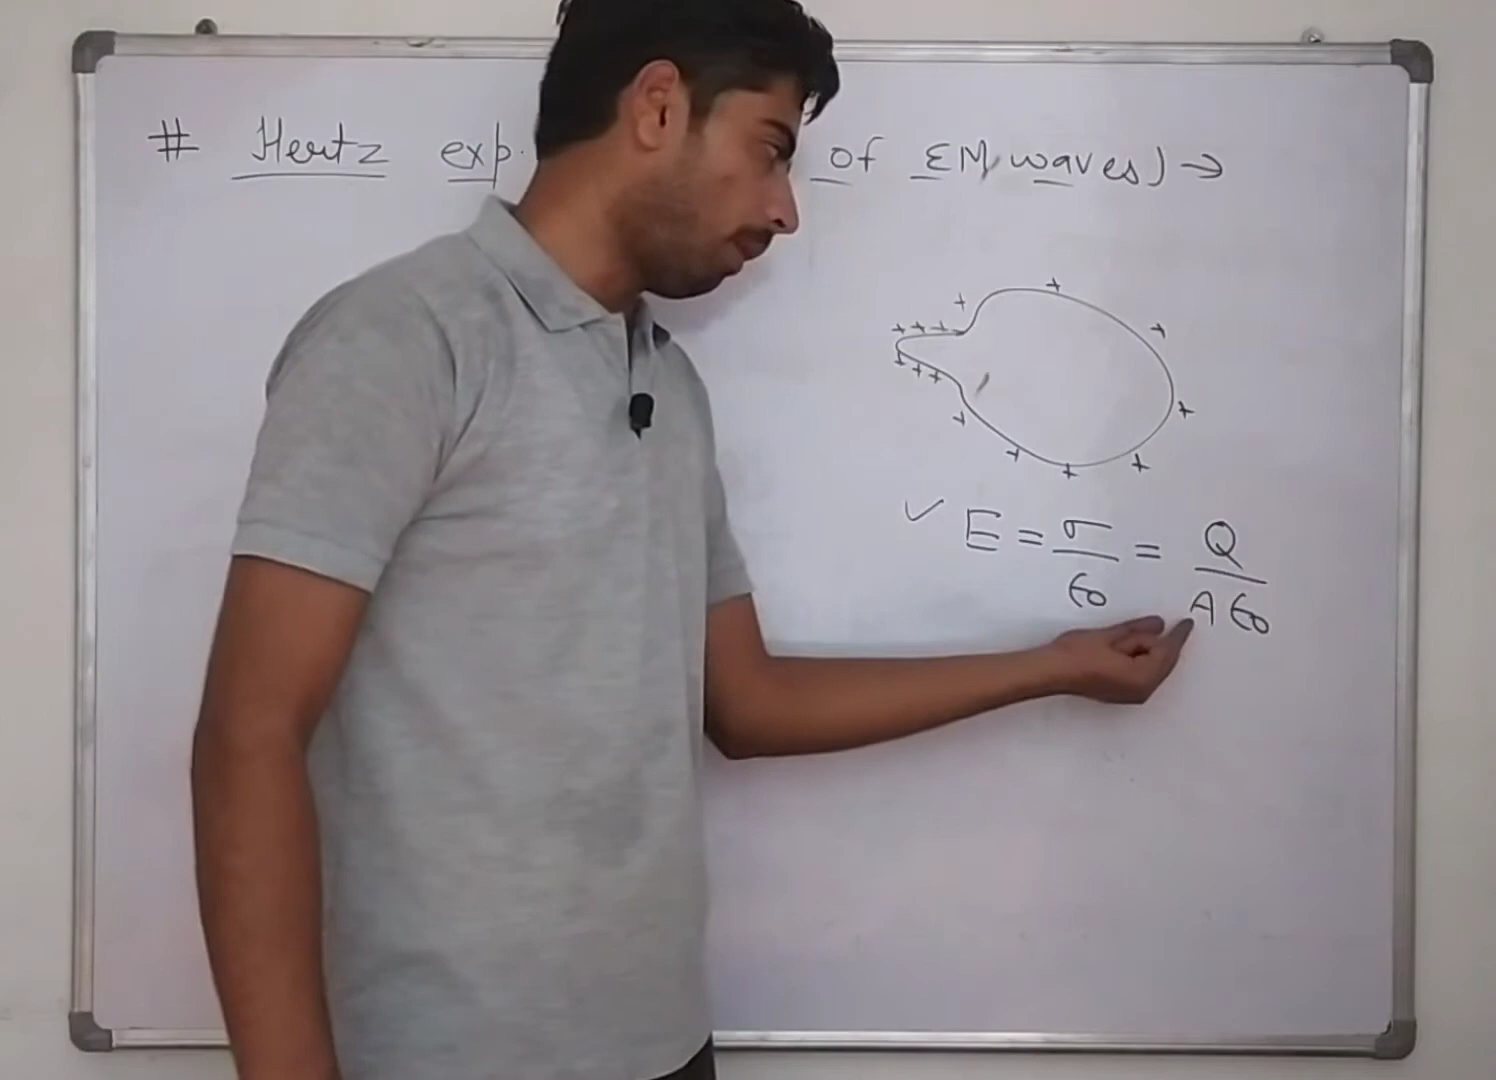 # Hertz exp. of EM waves) →
+ + + + + +
+ + + + + + + + + +
✓ E = σ/ϵ0 = Q/Aϵ0